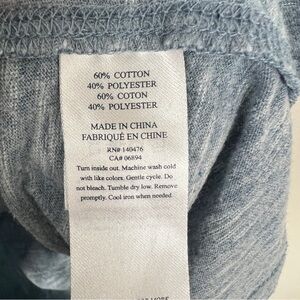 60% COTTON
40% POLYESTER
60% COTON
40% POLYESTER
MADE IN CHINA
FABRIQUÉ EN CHINE
RN# 140476
CA# 06894
Turn inside out. Machine wash cold
with like colors. Gentle cycle. Do
not bleach. Tumble dry low. Remove
promptly. Cool iron when needed.
MORE